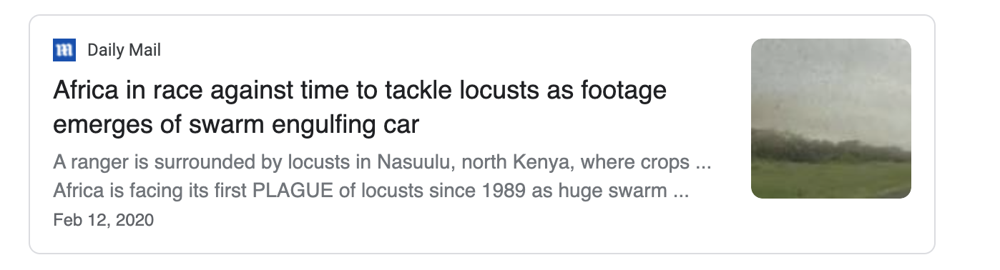 Daily Mail
Africa in race against time to tackle locusts as footage
emerges of swarm engulfing car
A ranger is surrounded by locusts in Nasuulu, north Kenya, where crops ...
Africa is facing its first PLAGUE of locusts since 1989 as huge swarm ...
Feb 12, 2020